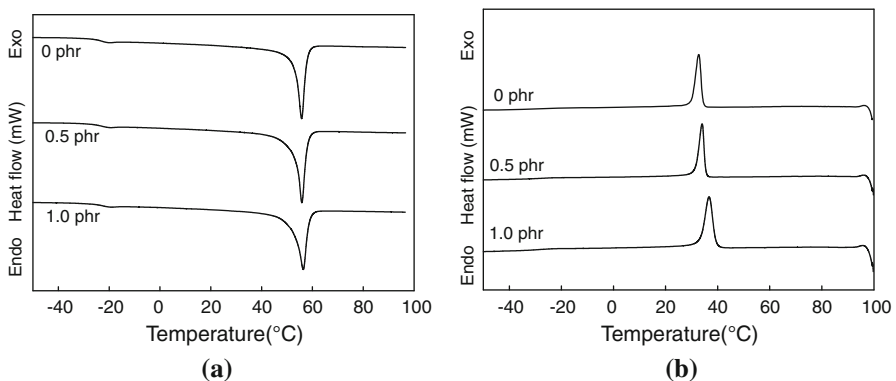 Exo
Heat flow (mW)
Endo
0 phr
0.5 phr
1.0 phr
-40 -20 0 20 40 60 80 100
Temperature(°C)
(a)
Exo
Heat flow (mW)
Endo
0 phr
0.5 phr
1.0 phr
-40 -20 0 20 40 60 80 100
Temperature(°C)
(b)